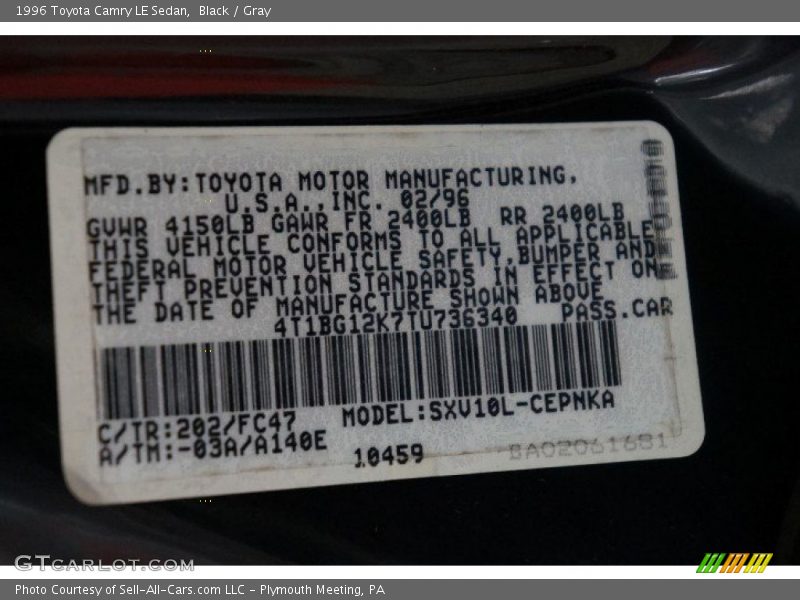 1996 Toyota Camry LE Sedan,  Black / Gray
MFD.BY:TOYOTA MOTOR MANUFACTURING,
U.S.A.,INC. 02/96
GVWR 4150LB GAWR FR 2400LB  RR 2400LB
THIS VEHICLE CONFORMS TO ALL APPLICABLE
FEDERAL MOTOR VEHICLE SAFETY,BUMPER AND
THEFT PREVENTION STANDARDS IN EFFECT ON
THE DATE OF MANUFACTURE SHOWN ABOVE
4T1BG12K7TU736340    PASS.CAR
C/TR:202/FC47    MODEL:SXV10L-CEPNKA
A/TM:-03A/A140E    10459    BA02061681
GTCARLOT.COM
Photo Courtesy of Sell-All-Cars.com LLC - Plymouth Meeting, PA